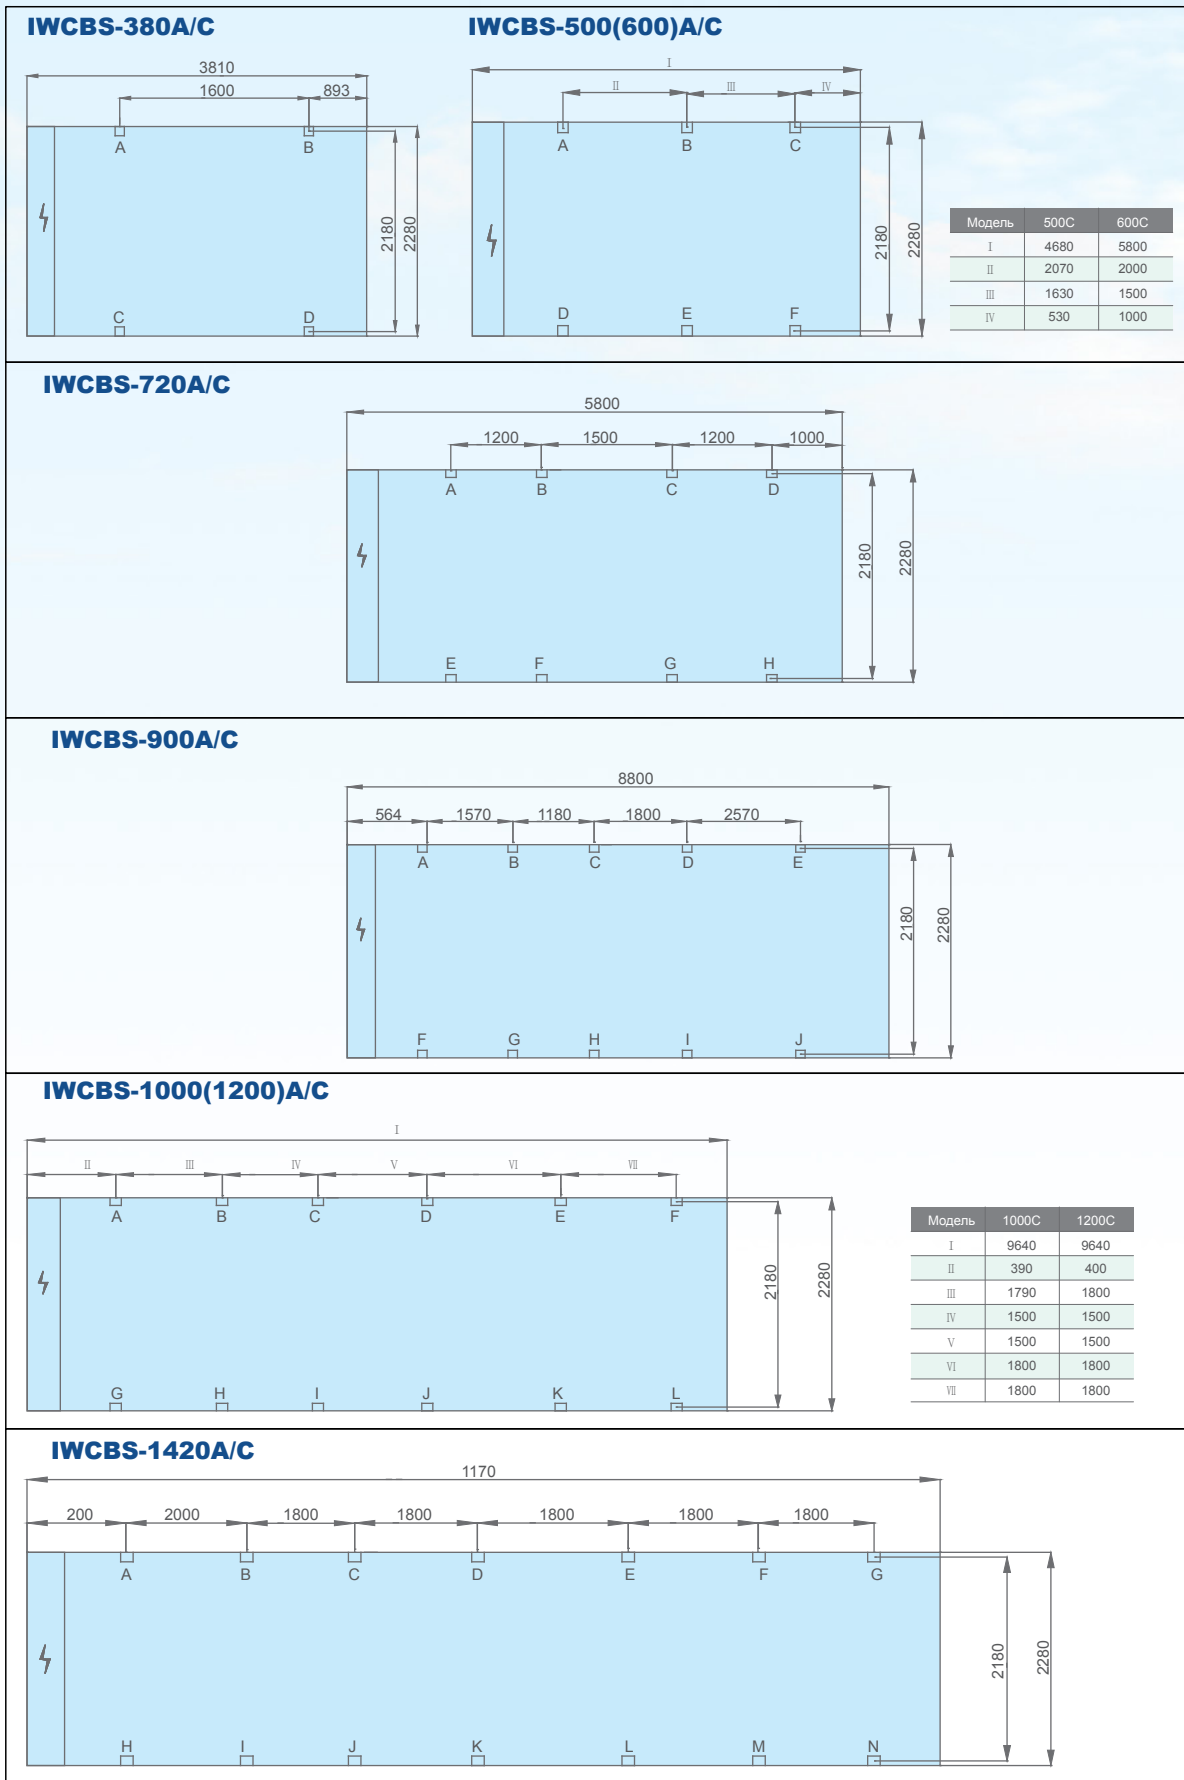 IWCBS-380A/C
3810
1600 893
A B
2180 2280
C D
IWCBS-500(600)A/C
I
II III IV
A B C
2180 2280
D E F
Модель 500C 600C
I 4680 5800
II 2070 2000
III 1630 1500
IV 530 1000
IWCBS-720A/C
5800
1200 1500 1200 1000
A B C D
2180 2280
E F G H
IWCBS-900A/C
8800
564 1570 1180 1800 2570
A B C D E
2180 2280
F G H I J
IWCBS-1000(1200)A/C
I
II III IV V VI VII
A B C D E F
2180 2280
G H I J K L
Модель 1000C 1200C
I 9640 9640
II 390 400
III 1790 1800
IV 1500 1500
V 1500 1500
VI 1800 1800
VII 1800 1800
IWCBS-1420A/C
1170
200 2000 1800 1800 1800 1800 1800
A B C D E F G
2180 2280
H I J K L M N